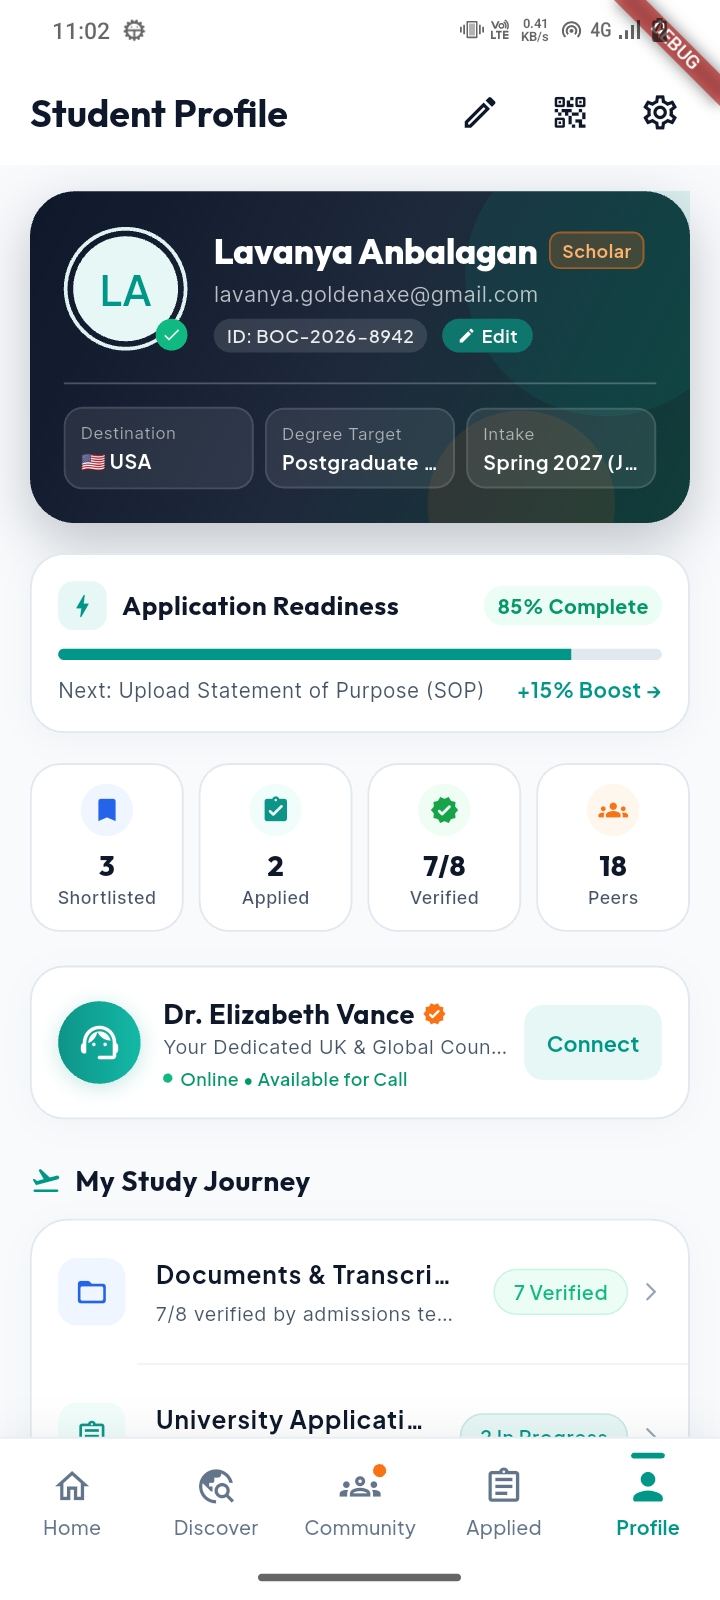 11:02
Vo) LTE
0.41 KB/s
4G
DEBUG
Student Profile
LA
Lavanya Anbalagan
Scholar
lavanya.goldenaxe@gmail.com
ID: BOC-2026-8942
Edit
Destination
🇺🇸 USA
Degree Target
Postgraduate ...
Intake
Spring 2027 (J...
Application Readiness
85% Complete
Next: Upload Statement of Purpose (SOP)
+15% Boost →
3
Shortlisted
2
Applied
7/8
Verified
18
Peers
Dr. Elizabeth Vance
Your Dedicated UK & Global Coun...
Online • Available for Call
Connect
My Study Journey
Documents & Transcri...
7 Verified
7/8 verified by admissions te...
University Applicati...
2 In Progress
Home
Discover
Community
Applied
Profile